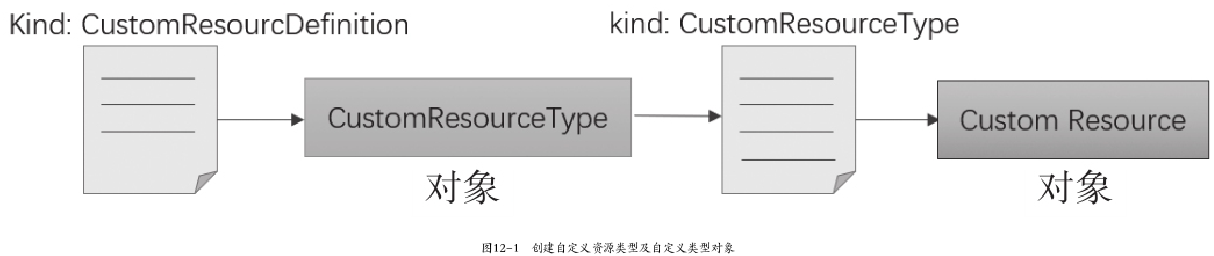 Kind: CustomResourcDefinition
kind: CustomResourceType
CustomResourceType
Custom Resource
对象
对象
图12-1 创建自定义资源类型及自定义类型对象